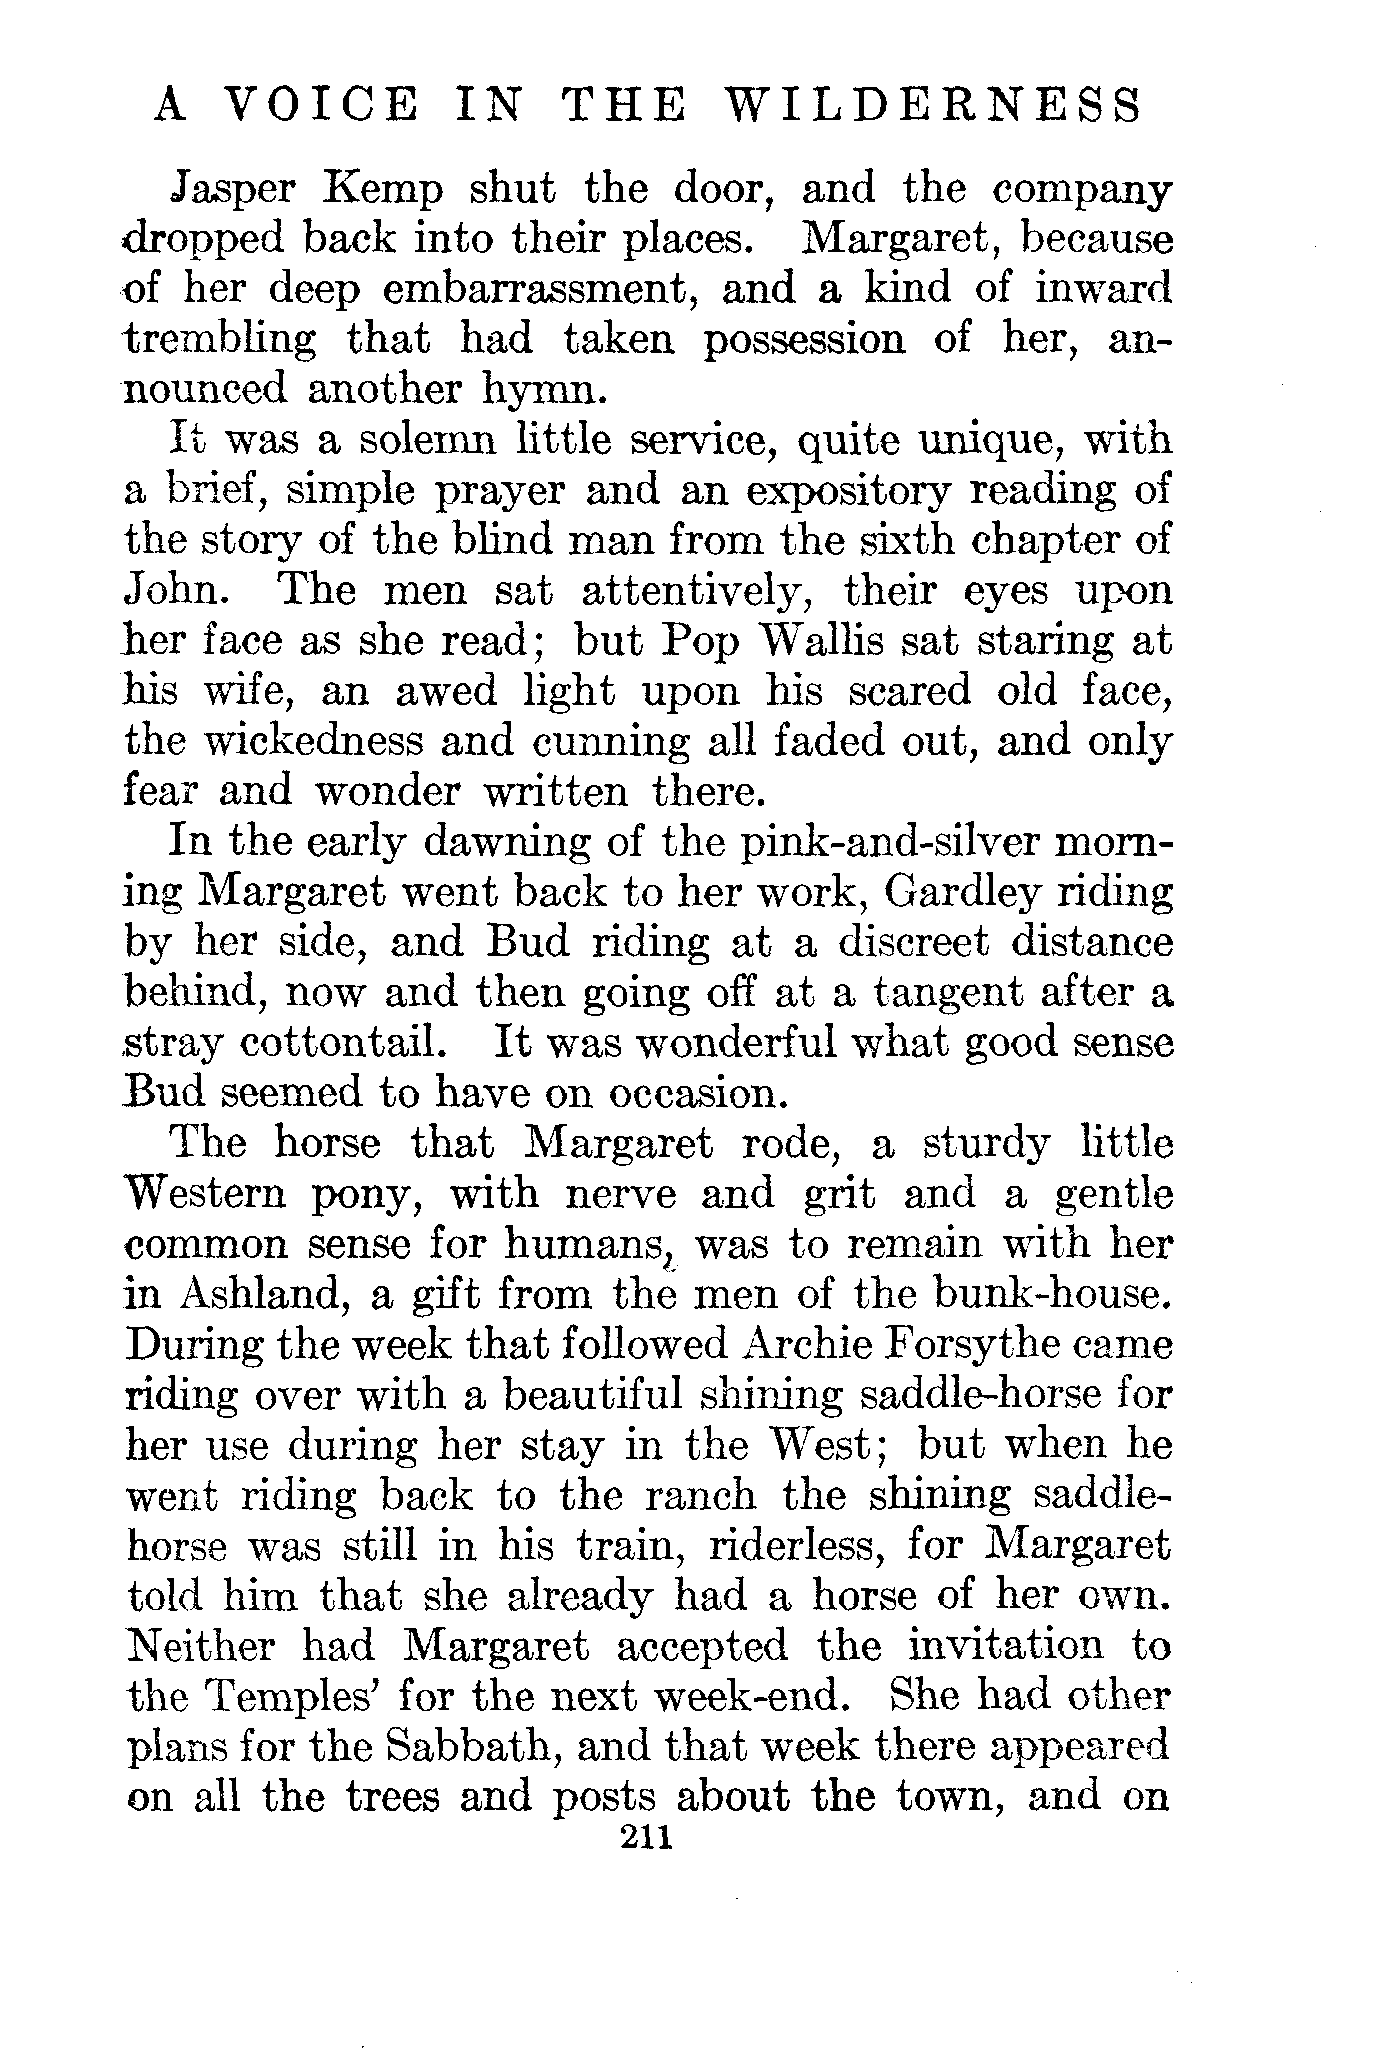 A VOICE IN THE WILDERNESS
Jasper Kemp shut the door, and the company
dropped back into their places. Margaret, because
of her deep embarrassment, and a kind of inward
trembling that had taken possession of her, an-
nounced another hymn.
It was a solemn little service, quite unique, with
a brief, simple prayer and an expository reading of
the story of the blind man from the sixth chapter of
John. The men sat attentively, their eyes upon
her face as she read; but Pop Wallis sat staring at
his wife, an awed light upon his scared old face,
the wickedness and cunning all faded out, and only
fear and wonder written there.
In the early dawning of the pink-and-silver morn-
ing Margaret went back to her work, Gardley riding
by her side, and Bud riding at a discreet distance
behind, now and then going off at a tangent after a
stray cottontail. It was wonderful what good sense
Bud seemed to have on occasion.
The horse that Margaret rode, a sturdy little
Western pony, with nerve and grit and a gentle
common sense for humans, was to remain with her
in Ashland, a gift from the men of the bunk-house.
During the week that followed Archie Forsythe came
riding over with a beautiful shining saddle-horse for
her use during her stay in the West; but when he
went riding back to the ranch the shining saddle-
horse was still in his train, riderless, for Margaret
told him that she already had a horse of her own.
Neither had Margaret accepted the invitation to
the Temples' for the next week-end. She had other
plans for the Sabbath, and that week there appeared
on all the trees and posts about the town, and on
211